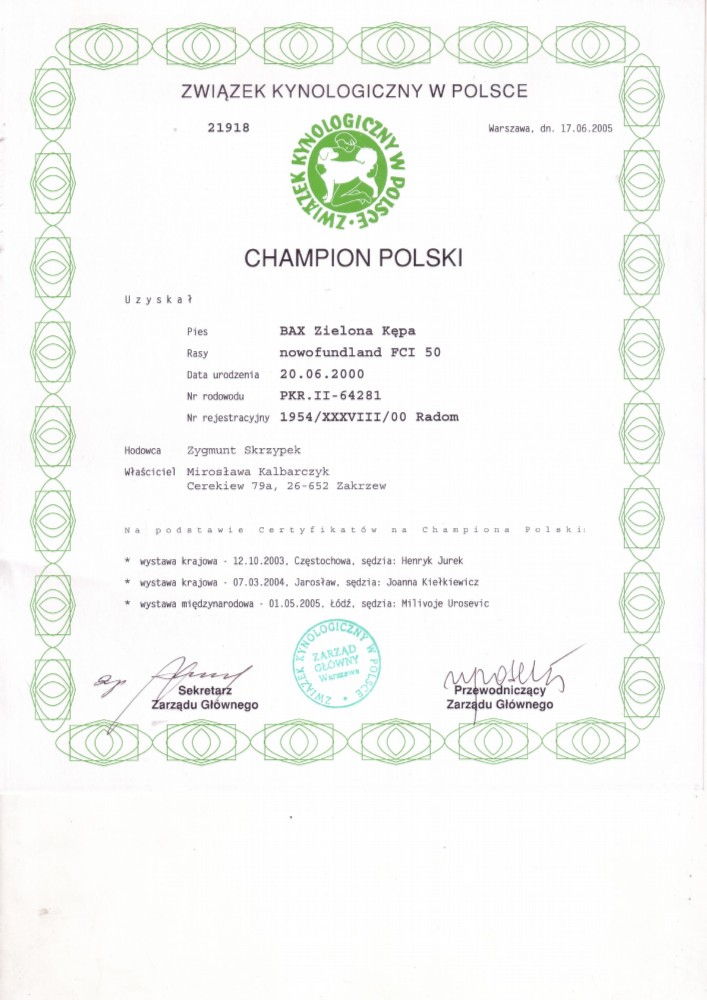 ZWIĄZEK KYNOLOGICZNY W POLSCE
21918
Warszawa, dn. 17.06.2005
ZWIĄZEK KYNOLOGICZNY W POLSCE
CHAMPION POLSKI
Uzyskał
Pies BAX Zielona Kępa
Rasy nowofundland FCI 50
Data urodzenia 20.06.2000
Nr rodowodu PKR.II-64281
Nr rejestracyjny 1954/XXXVIII/00 Radom
Hodowca Zygmunt Skrzypek
Właściciel Mirosława Kalbarczyk
Cerekiew 79a, 26-652 Zakrzew
Na podstawie Certyfikatów na Championa Polski:
* wystawa krajowa - 12.10.2003, Częstochowa, sędzia: Henryk Jurek
* wystawa krajowa - 07.03.2004, Jarosław, sędzia: Joanna Kiełkiewicz
* wystawa międzynarodowa - 01.05.2005, Łódź, sędzia: Milivoje Urosevic
ZWIĄZEK KYNOLOGICZNY W POLSCE
ZARZĄD
GŁÓWNY
Warszawa
Sekretarz
Zarządu Głównego
Przewodniczący
Zarządu Głównego